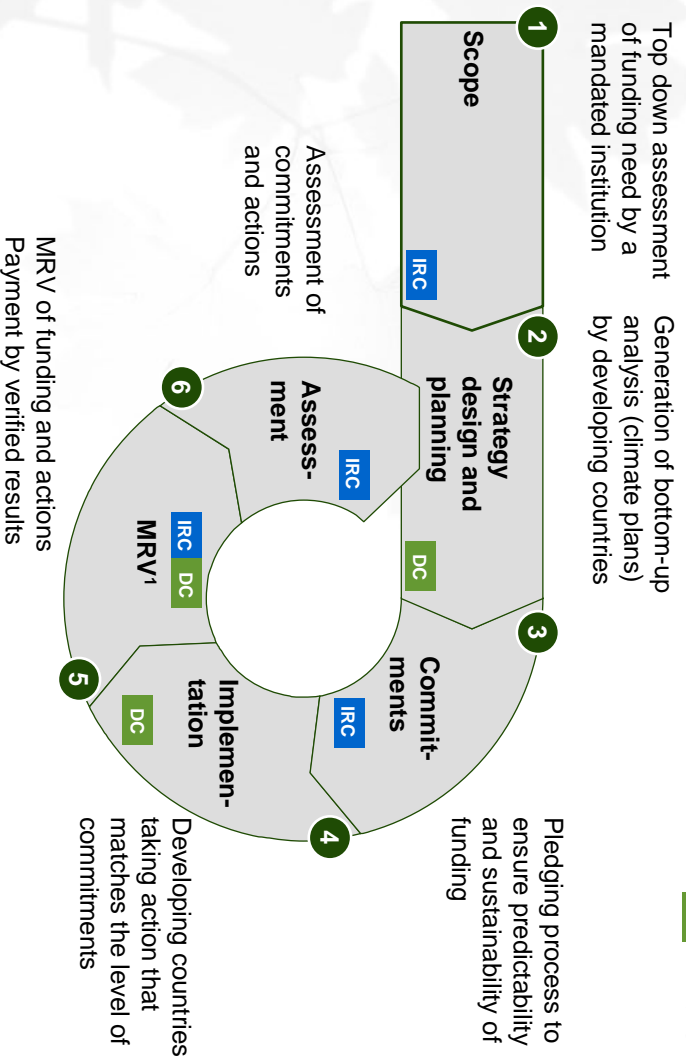 Top down assessment
of funding need by a
mandated institution
Generation of bottom-up
analysis (climate plans)
by developing countries
1
Scope
IRC
2
Strategy
design and
planning
DC
3
Commit-
ments
IRC
Pledging process to
ensure predictability
and sustainability of
funding
4
Implemen-
tation
DC
Developing countries
taking action that
matches the level of
commitments
5
MRV1
IRC
DC
MRV of funding and actions
Payment by verified results
6
Assess-
ment
IRC
Assessment of
commitments
and actions